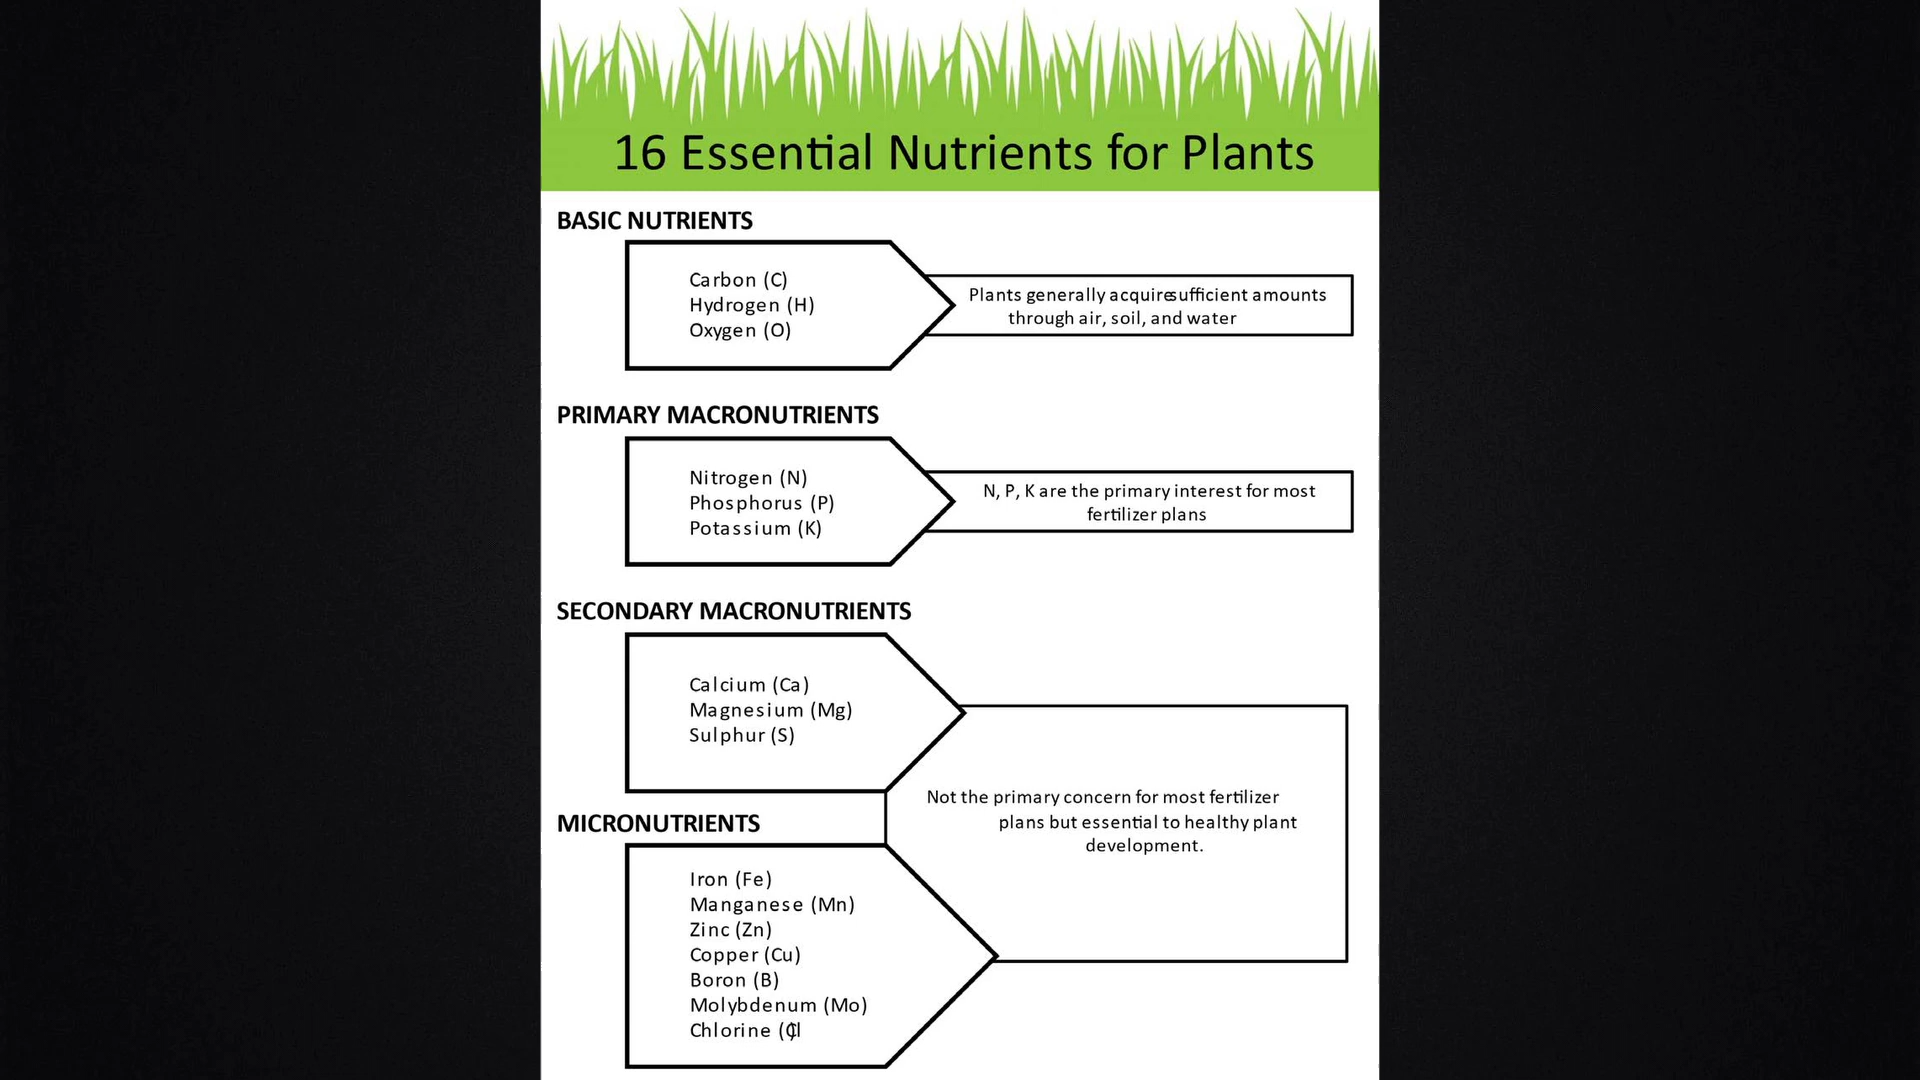 16 Essential Nutrients for Plants
BASIC NUTRIENTS
Carbon (C)
Hydrogen (H)
Oxygen (O)
Plants generally acquire sufficient amounts
through air, soil, and water
PRIMARY MACRONUTRIENTS
Nitrogen (N)
Phosphorus (P)
Potassium (K)
N, P, K are the primary interest for most
fertilizer plans
SECONDARY MACRONUTRIENTS
Calcium (Ca)
Magnesium (Mg)
Sulphur (S)
Not the primary concern for most fertilizer
plans but essential to healthy plant
development.
MICRONUTRIENTS
Iron (Fe)
Manganese (Mn)
Zinc (Zn)
Copper (Cu)
Boron (B)
Molybdenum (Mo)
Chlorine (Cl)